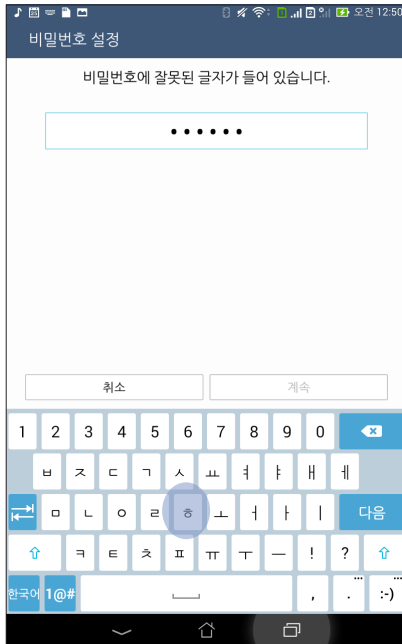 오전 12:50
비밀번호 설정
비밀번호에 잘못된 글자가 들어 있습니다.
••••••
취소 계속
1 2 3 4 5 6 7 8 9 0
ㅂ ㅈ ㄷ ㄱ ㅅ ㅛ ㅕ ㅑ ㅐ ㅔ
ㅁ ㄴ ㅇ ㄹ ㅎ ㅗ ㅓ ㅏ ㅣ 다음
ㅋ ㅌ ㅊ ㅍ ㅠ ㅜ ㅡ ! ?
한국어 1@# , . :-)